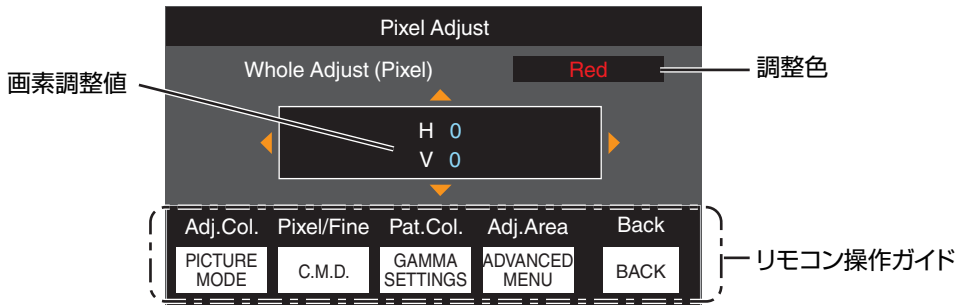 Pixel Adjust
Whole Adjust (Pixel) Red
調整色
画素調整値
H 0
V 0
Adj.Col. Pixel/Fine Pat.Col. Adj.Area Back
PICTURE MODE C.M.D. GAMMA SETTINGS ADVANCED MENU BACK
リモコン操作ガイド